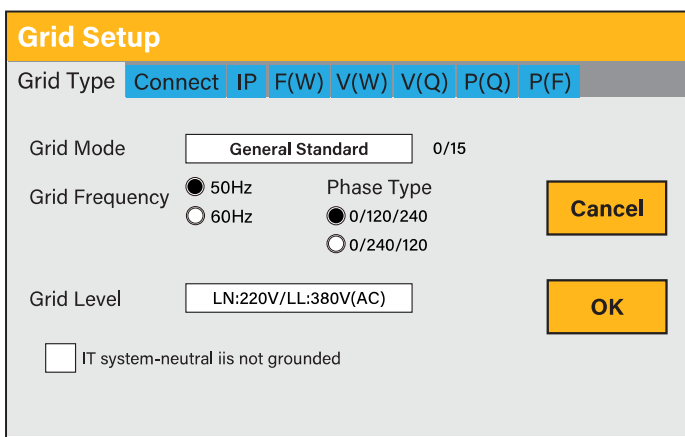 Grid Setup
Grid Type Connect IP F(W) V(W) V(Q) P(Q) P(F)
Grid Mode General Standard 0/15
Grid Frequency 50Hz Phase Type
60Hz 0/120/240
0/240/120
Cancel
Grid Level LN:220V/LL:380V(AC) OK
IT system-neutral iis not grounded